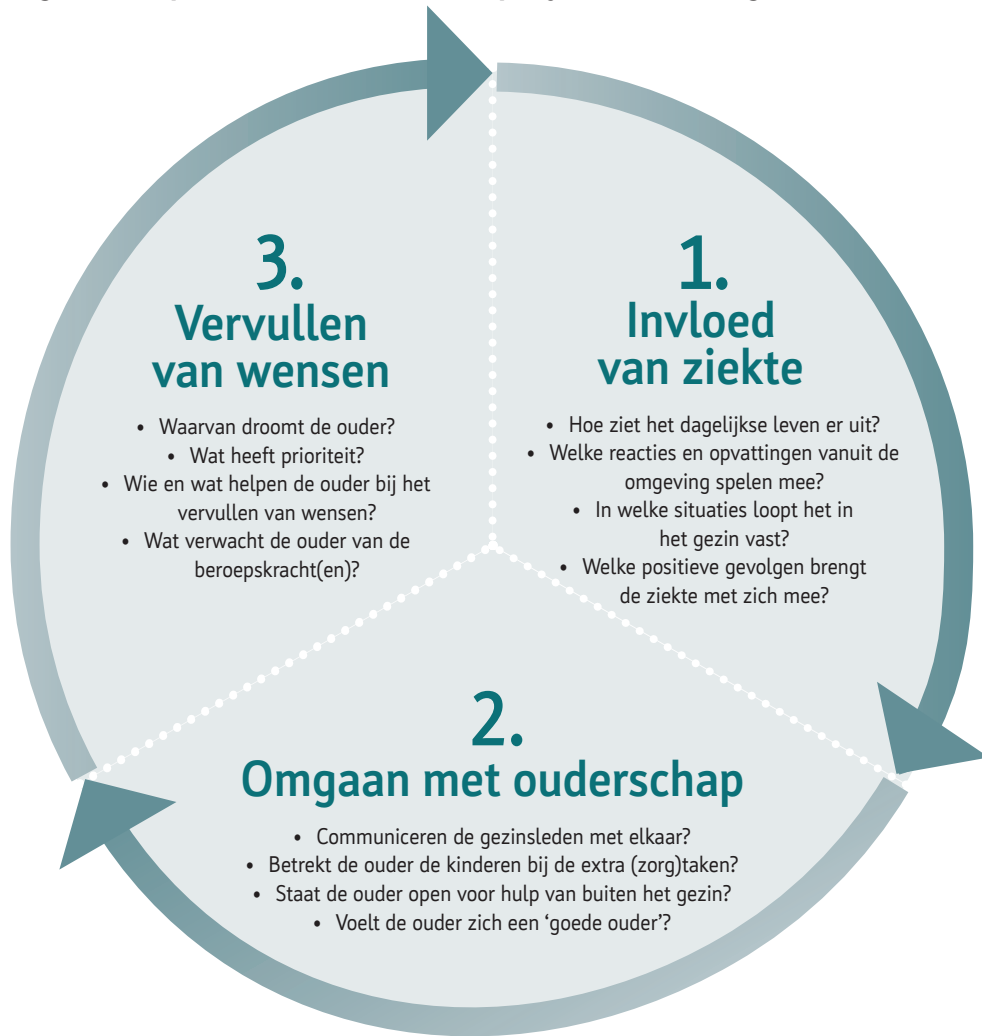 1.
Invloed
van ziekte
• Hoe ziet het dagelijkse leven er uit?
• Welke reacties en opvattingen vanuit de
omgeving spelen mee?
• In welke situaties loopt het in
het gezin vast?
• Welke positieve gevolgen brengt
de ziekte met zich mee?
2.
Omgaan met ouderschap
• Communiceren de gezinsleden met elkaar?
• Betrekt de ouder de kinderen bij de extra (zorg)taken?
• Staat de ouder open voor hulp van buiten het gezin?
• Voelt de ouder zich een ‘goede ouder’?
3.
Vervullen
van wensen
• Waarvan droomt de ouder?
• Wat heeft prioriteit?
• Wie en wat helpen de ouder bij het
vervullen van wensen?
• Wat verwacht de ouder van de
beroepskracht(en)?